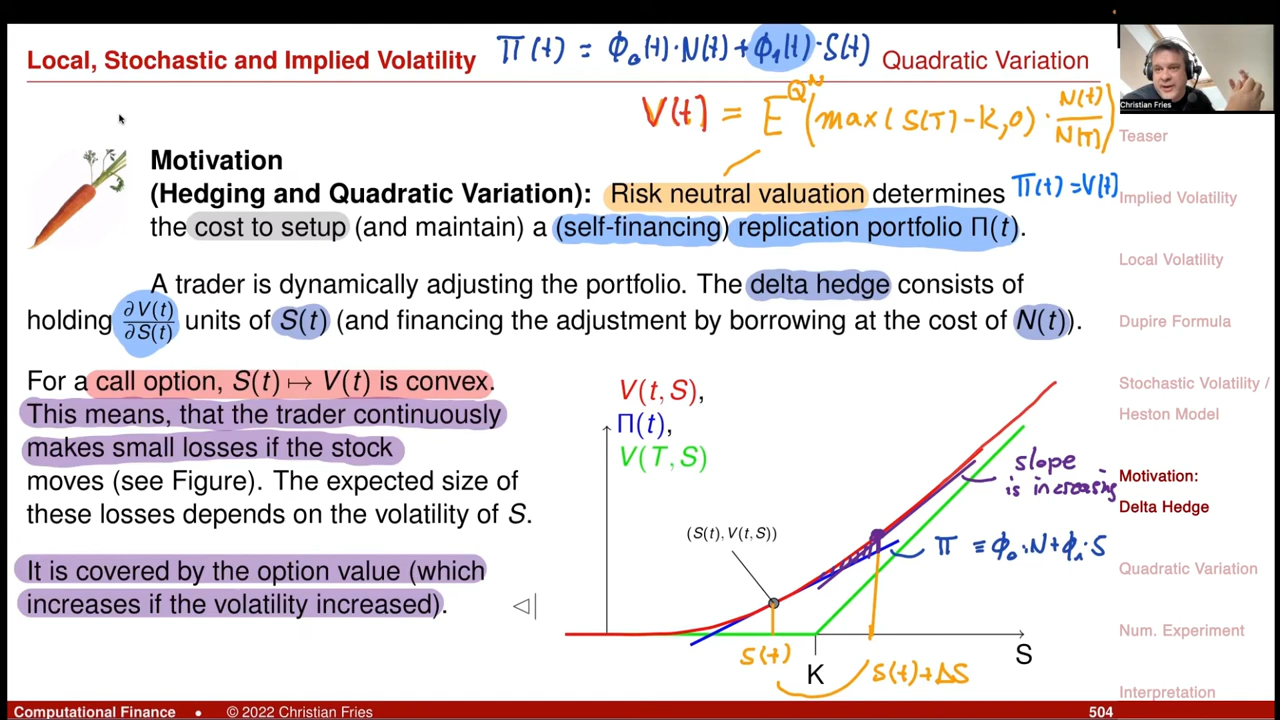 Local, Stochastic and Implied Volatility
Π(t) = ϕ₀(t)·N(t) + ϕ₁(t)·S(t)
Quadratic Variation
Christian Fries
V(t) = E^{Q^N}(max(S(T)-K,0) · N(t)/N(T))
Motivation
(Hedging and Quadratic Variation): Risk neutral valuation determines
Π(t) = V(t)
the cost to setup (and maintain) a (self-financing) replication portfolio Π(t).
A trader is dynamically adjusting the portfolio. The delta hedge consists of
holding ∂V(t)/∂S(t) units of S(t) (and financing the adjustment by borrowing at the cost of N(t)).
For a call option, S(t) ↦ V(t) is convex.
This means, that the trader continuously
makes small losses if the stock
moves (see Figure). The expected size of
these losses depends on the volatility of S.
It is covered by the option value (which
increases if the volatility increased). ◁|
V(t, S),
Π(t),
V(T, S)
(S(t), V(t, S))
slope
is increasing
Π ≡ ϕ₀·N+ϕ₁·S
S(t)
K
S(t)+ΔS
S
Teaser
Implied Volatility
Local Volatility
Dupire Formula
Stochastic Volatility /
Heston Model
Motivation:
Delta Hedge
Quadratic Variation
Num. Experiment
Interpretation
Computational Finance • © 2022 Christian Fries
504